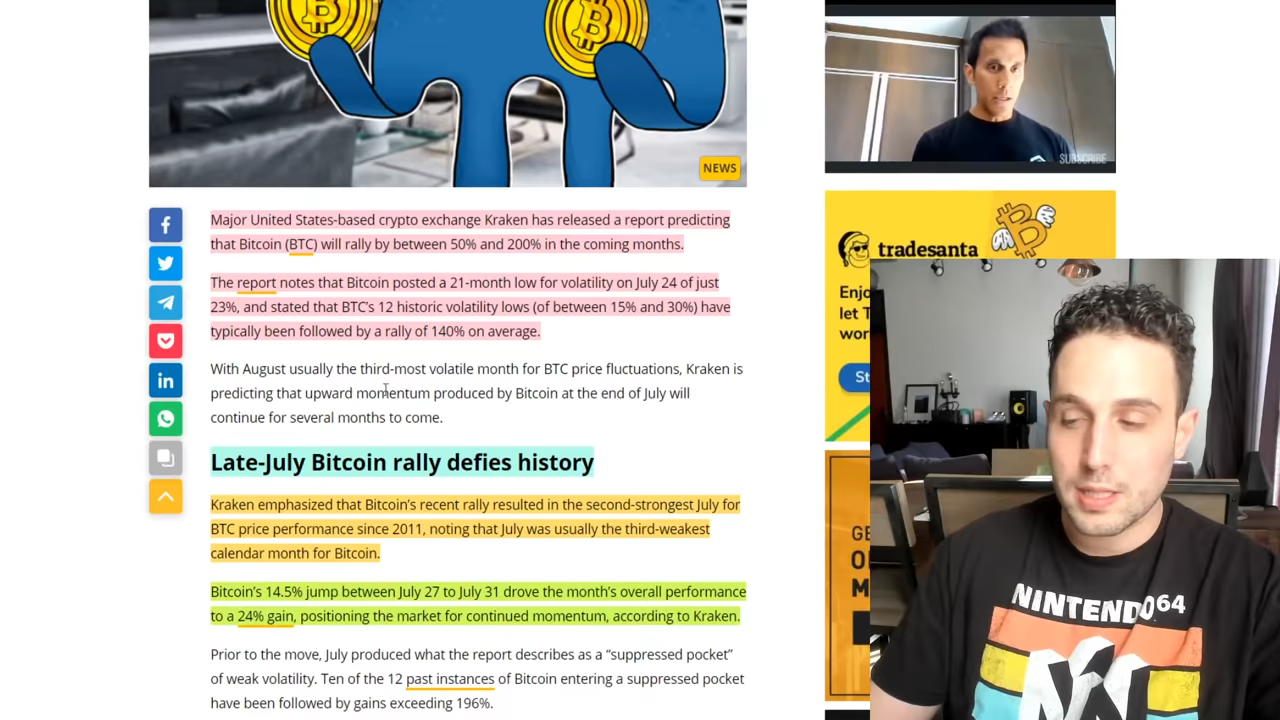 NEWS
Major United States-based crypto exchange Kraken has released a report predicting
that Bitcoin (BTC) will rally by between 50% and 200% in the coming months.
The report notes that Bitcoin posted a 21-month low for volatility on July 24 of just
23%, and stated that BTC's 12 historic volatility lows (of between 15% and 30%) have
typically been followed by a rally of 140% on average.
With August usually the third-most volatile month for BTC price fluctuations, Kraken is
predicting that upward momentum produced by Bitcoin at the end of July will
continue for several months to come.
Late-July Bitcoin rally defies history
Kraken emphasized that Bitcoin's recent rally resulted in the second-strongest July for
BTC price performance since 2011, noting that July was usually the third-weakest
calendar month for Bitcoin.
Bitcoin's 14.5% jump between July 27 to July 31 drove the month's overall performance
to a 24% gain, positioning the market for continued momentum, according to Kraken.
Prior to the move, July produced what the report describes as a “suppressed pocket”
of weak volatility. Ten of the 12 past instances of Bitcoin entering a suppressed pocket
have been followed by gains exceeding 196%.
SUBSCRIBE
tradesanta
NINTENDO64